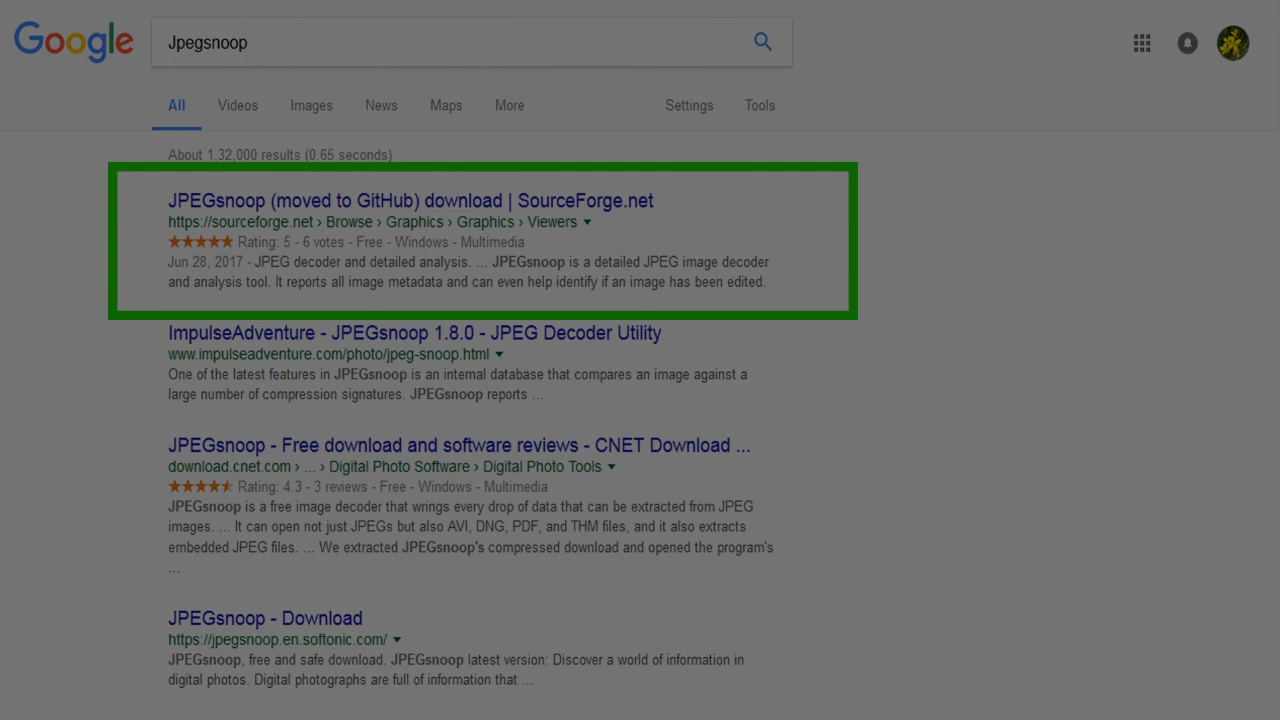 Google
Jpegsnoop
All Videos Images News Maps More Settings Tools
About 1,32,000 results (0.65 seconds)
JPEGsnoop (moved to GitHub) download | SourceForge.net
https://sourceforge.net › Browse › Graphics › Graphics › Viewers
Rating: 5 - 6 votes - Free - Windows - Multimedia
Jun 28, 2017 - JPEG decoder and detailed analysis. ... JPEGsnoop is a detailed JPEG image decoder
and analysis tool. It reports all image metadata and can even help identify if an image has been edited.
ImpulseAdventure - JPEGsnoop 1.8.0 - JPEG Decoder Utility
www.impulseadventure.com/photo/jpeg-snoop.html
One of the latest features in JPEGsnoop is an internal database that compares an image against a
large number of compression signatures. JPEGsnoop reports ...
JPEGsnoop - Free download and software reviews - CNET Download ...
download.cnet.com › ... › Digital Photo Software › Digital Photo Tools
Rating: 4.3 - 3 reviews - Free - Windows - Multimedia
JPEGsnoop is a free image decoder that wrings every drop of data that can be extracted from JPEG
images. ... It can open not just JPEGs but also AVI, DNG, PDF, and THM files, and it also extracts
embedded JPEG files. ... We extracted JPEGsnoop's compressed download and opened the program's
...
JPEGsnoop - Download
https://jpegsnoop.en.softonic.com/
JPEGsnoop, free and safe download. JPEGsnoop latest version: Discover a world of information in
digital photos. Digital photographs are full of information that ...